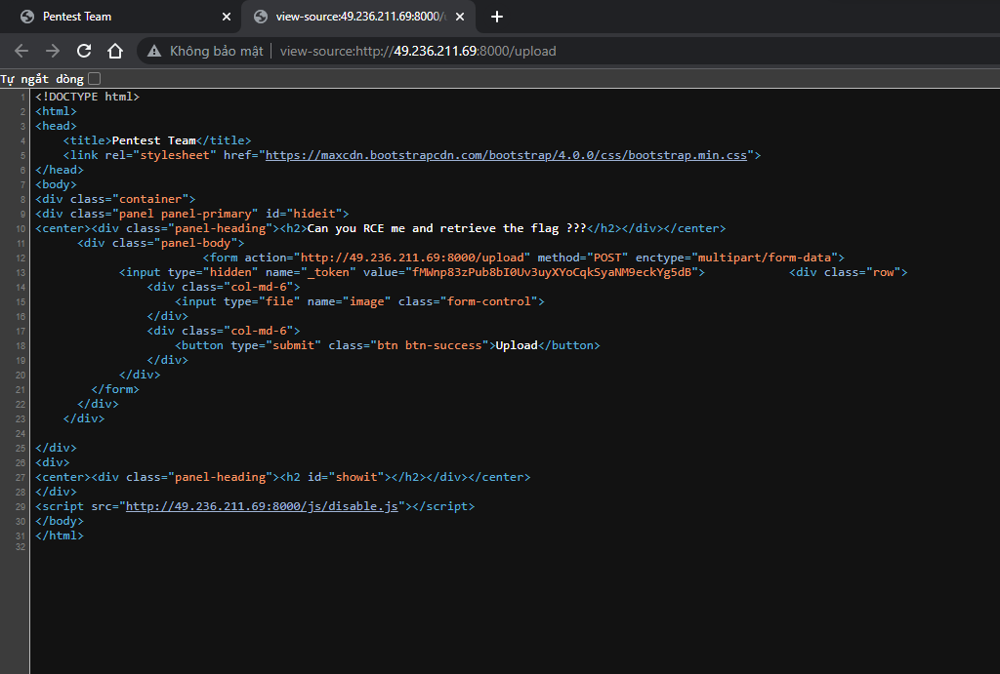 Pentest Team
view-source:49.236.211.69:8000/
Không bảo mật | view-source:http://49.236.211.69:8000/upload
Tự ngắt dòng
1 <!DOCTYPE html>
2 <html>
3 <head>
4 <title>Pentest Team</title>
5 <link rel="stylesheet" href="https://maxcdn.bootstrapcdn.com/bootstrap/4.0.0/css/bootstrap.min.css">
6 </head>
7 <body>
8 <div class="container">
9 <div class="panel panel-primary" id="hideit">
10 <center><div class="panel-heading"><h2>Can you RCE me and retrieve the flag ???</h2></div></center>
11 <div class="panel-body">
12 <form action="http://49.236.211.69:8000/upload" method="POST" enctype="multipart/form-data">
13 <input type="hidden" name="_token" value="fMWnp83zPub8bI0Uv3uyXYoCqkSyaNM9eckYg5dB"> <div class="row">
14 <div class="col-md-6">
15 <input type="file" name="image" class="form-control">
16 </div>
17 <div class="col-md-6">
18 <button type="submit" class="btn btn-success">Upload</button>
19 </div>
20 </div>
21 </form>
22 </div>
23 </div>
24
25 </div>
26 <div>
27 <center><div class="panel-heading"><h2 id="showit"></h2></div></center>
28 </div>
29 <script src="http://49.236.211.69:8000/js/disable.js"></script>
30 </body>
31 </html>
32